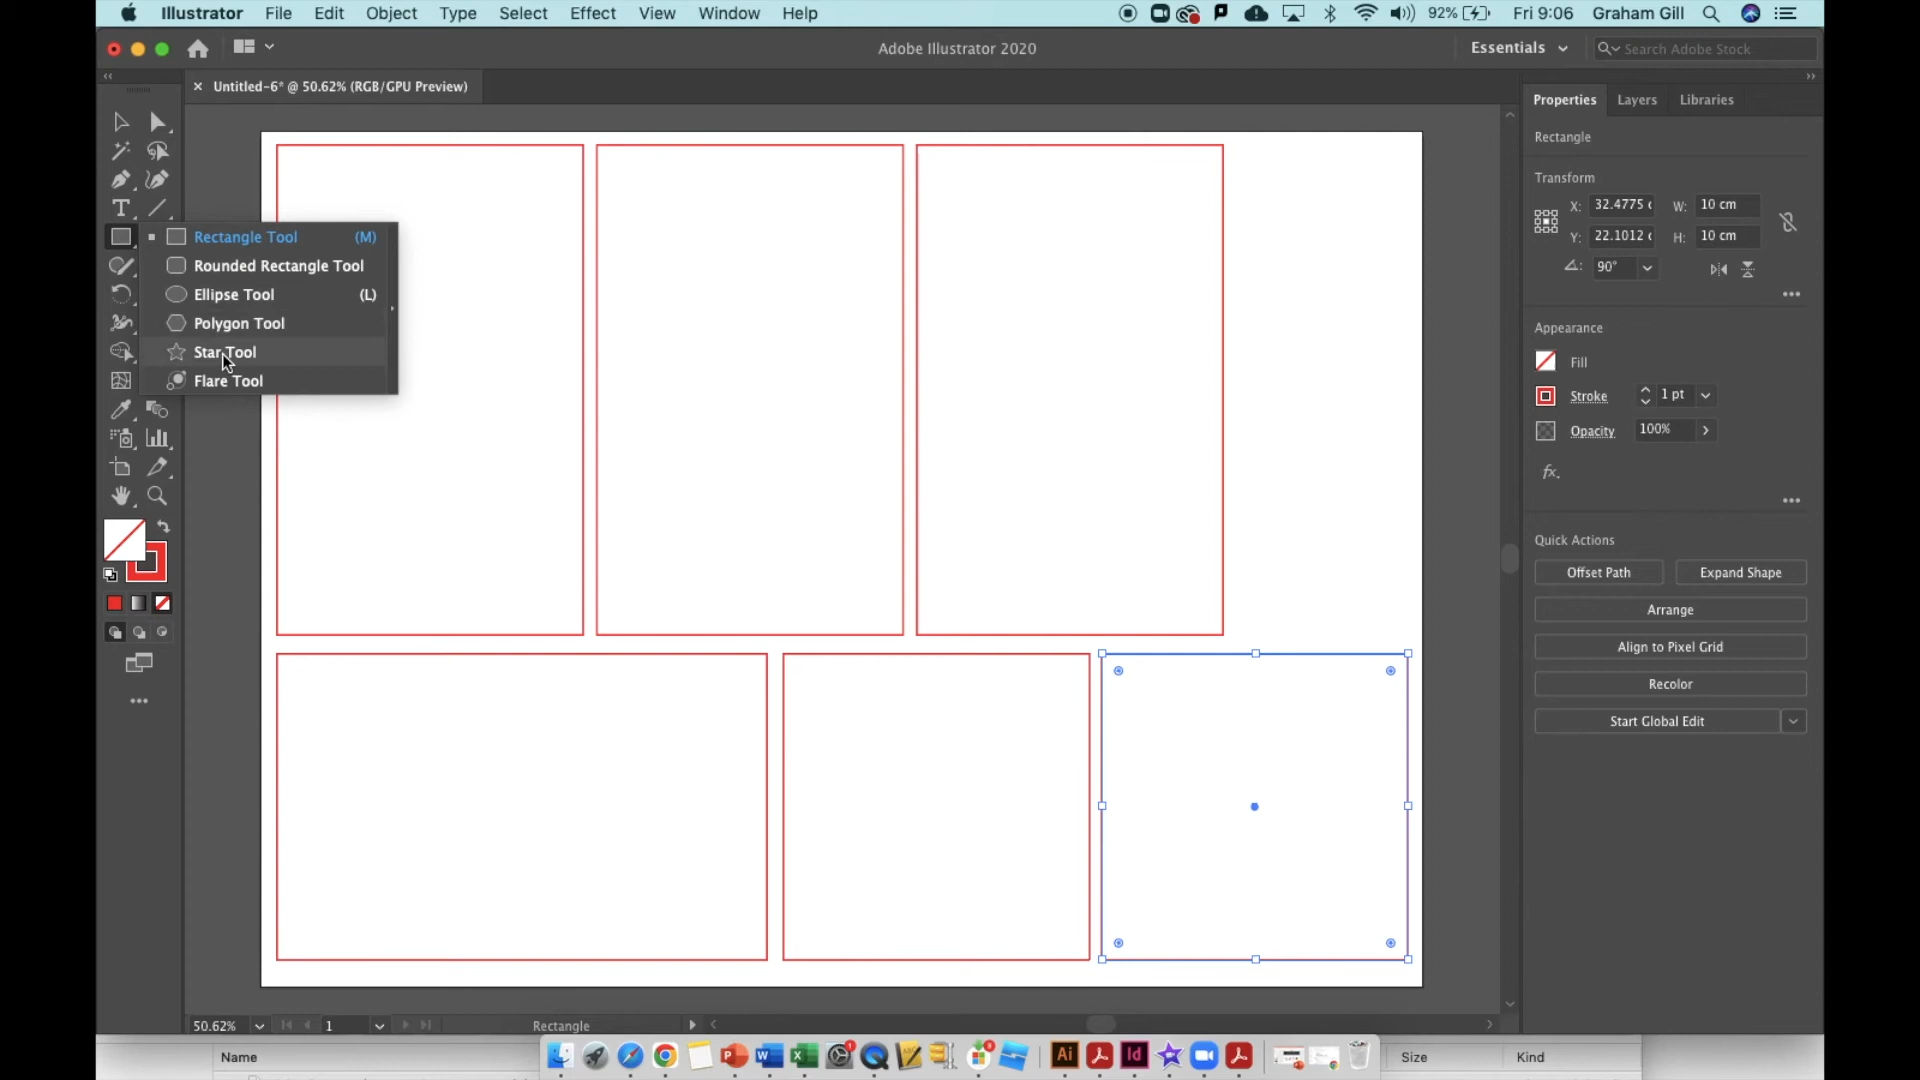 Illustrator File Edit Object Type Select Effect View Window Help 92% Fri 9:06 Graham Gill
Adobe Illustrator 2020 Essentials Search Adobe Stock
× Untitled-6* @ 50.62% (RGB/GPU Preview)
Properties Layers Libraries
Rectangle
Transform
X: 32.4775 W: 10 cm
Y: 22.1012 H: 10 cm
90°
Rectangle Tool (M)
Rounded Rectangle Tool
Ellipse Tool (L)
Polygon Tool
Star Tool
Flare Tool
Appearance
Fill
Stroke 1 pt
Opacity 100%
fx.
Quick Actions
Offset Path Expand Shape
Arrange
Align to Pixel Grid
Recolor
Start Global Edit
50.62% 1 Rectangle
Name Size Kind
Ai Id